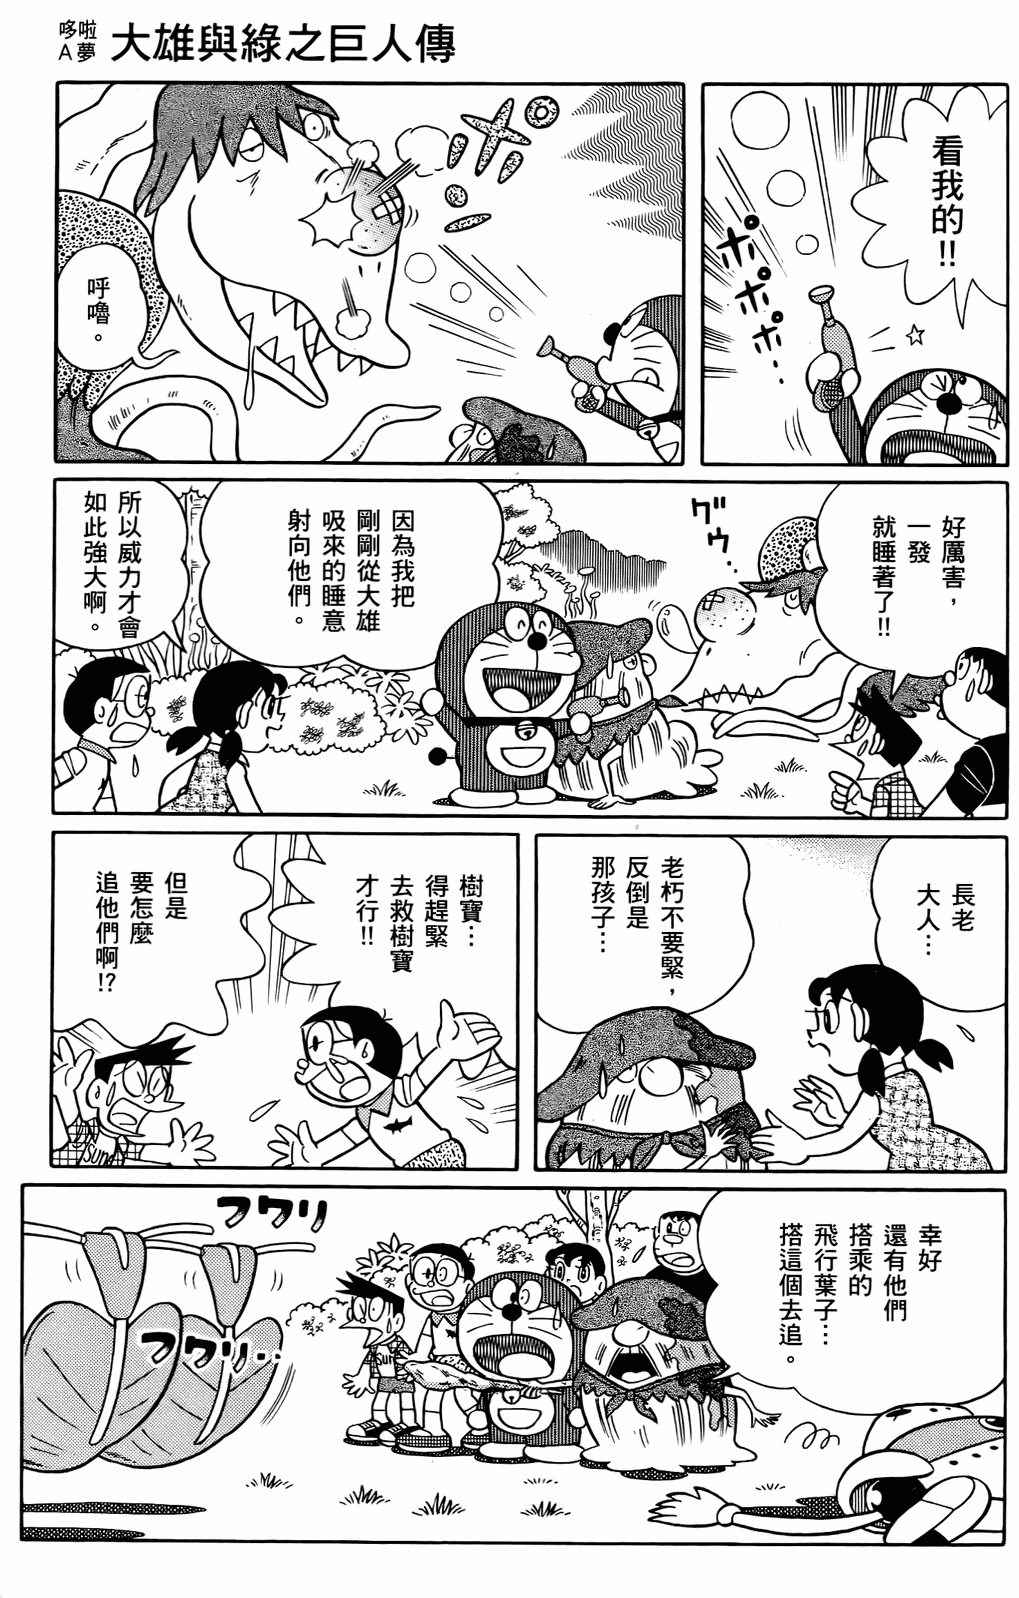 哆啦
A夢
大雄與綠之巨人傳
看我的!!
ポ
ポ
ポ…
ポ
呼嚕。
好厲害，
一發
就睡著了!!
グゥ…
因為我把
剛剛從大雄
吸來的睡意
射向他們。
所以威力才會
如此強大啊。
長老
大人…
老朽不要緊，
反倒是
那孩子…
樹寶…
得趕緊
去救樹寶
才行!!
但是
要怎麼
追他們啊!?
Sun
幸好
還有他們
搭乘的
飛行葉子…
搭這個去追。
フワリ
フワリ…
Sun